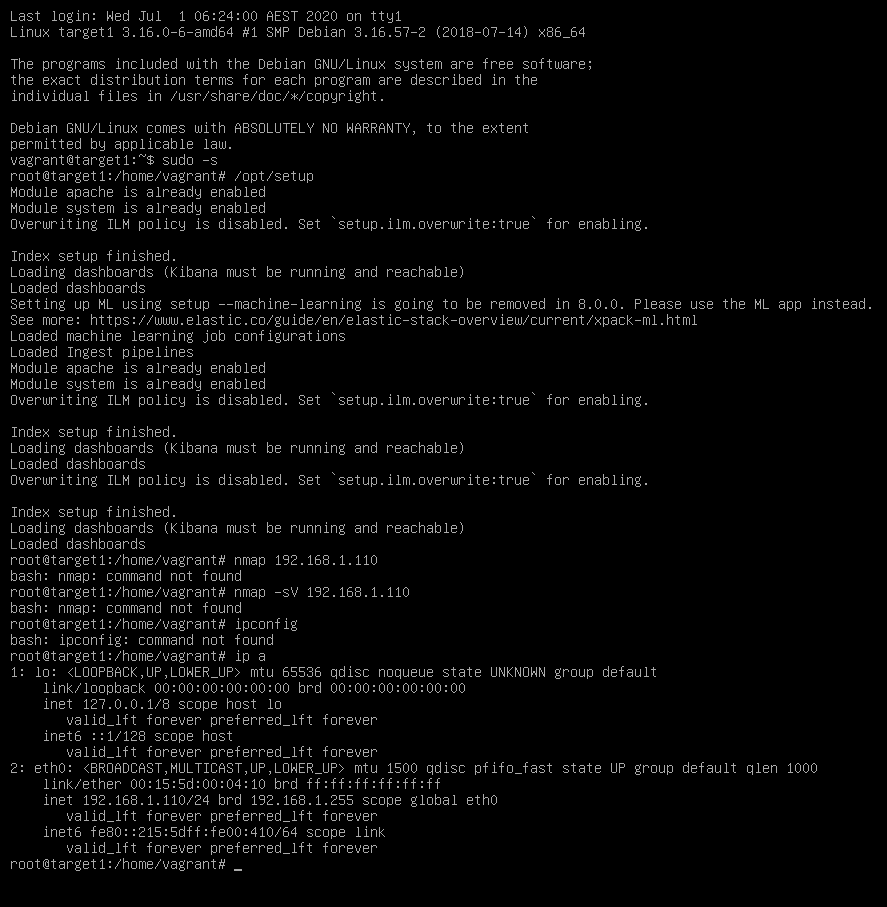 Last login: Wed Jul  1 06:24:00 AEST 2020 on tty1
Linux target1 3.16.0-6-amd64 #1 SMP Debian 3.16.57-2 (2018-07-14) x86_64

The programs included with the Debian GNU/Linux system are free software;
the exact distribution terms for each program are described in the
individual files in /usr/share/doc/*/copyright.

Debian GNU/Linux comes with ABSOLUTELY NO WARRANTY, to the extent
permitted by applicable law.
vagrant@target1:~$ sudo -s
root@target1:/home/vagrant# /opt/setup
Module apache is already enabled
Module system is already enabled
Overwriting ILM policy is disabled. Set `setup.ilm.overwrite:true` for enabling.

Index setup finished.
Loading dashboards (Kibana must be running and reachable)
Loaded dashboards
Setting up ML using setup --machine-learning is going to be removed in 8.0.0. Please use the ML app instead.
See more: https://www.elastic.co/guide/en/elastic-stack-overview/current/xpack-ml.html
Loaded machine learning job configurations
Loaded Ingest pipelines
Module apache is already enabled
Module system is already enabled
Overwriting ILM policy is disabled. Set `setup.ilm.overwrite:true` for enabling.

Index setup finished.
Loading dashboards (Kibana must be running and reachable)
Loaded dashboards
Overwriting ILM policy is disabled. Set `setup.ilm.overwrite:true` for enabling.

Index setup finished.
Loading dashboards (Kibana must be running and reachable)
Loaded dashboards
root@target1:/home/vagrant# nmap 192.168.1.110
bash: nmap: command not found
root@target1:/home/vagrant# nmap -sV 192.168.1.110
bash: nmap: command not found
root@target1:/home/vagrant# ipconfig
bash: ipconfig: command not found
root@target1:/home/vagrant# ip a
1: lo: <LOOPBACK,UP,LOWER_UP> mtu 65536 qdisc noqueue state UNKNOWN group default
    link/loopback 00:00:00:00:00:00 brd 00:00:00:00:00:00
    inet 127.0.0.1/8 scope host lo
       valid_lft forever preferred_lft forever
    inet6 ::1/128 scope host
       valid_lft forever preferred_lft forever
2: eth0: <BROADCAST,MULTICAST,UP,LOWER_UP> mtu 1500 qdisc pfifo_fast state UP group default qlen 1000
    link/ether 00:15:5d:00:04:10 brd ff:ff:ff:ff:ff:ff
    inet 192.168.1.110/24 brd 192.168.1.255 scope global eth0
       valid_lft forever preferred_lft forever
    inet6 fe80::215:5dff:fe00:410/64 scope link
       valid_lft forever preferred_lft forever
root@target1:/home/vagrant# _